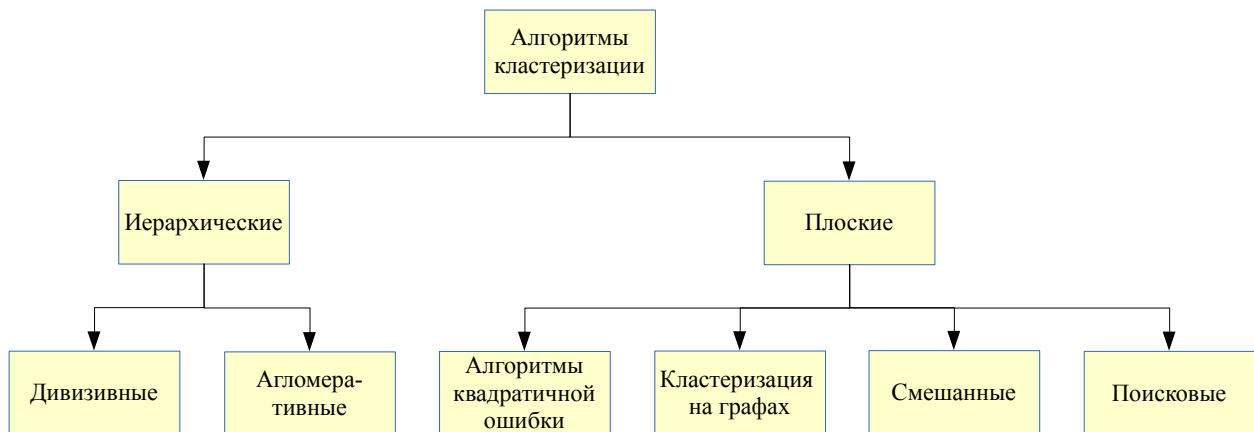 Алгоритмы
кластеризации
Иерархические
Плоские
Дивизивные
Агломера-
тивные
Алгоритмы
квадратичной
ошибки
Кластеризация
на графах
Смешанные
Поисковые